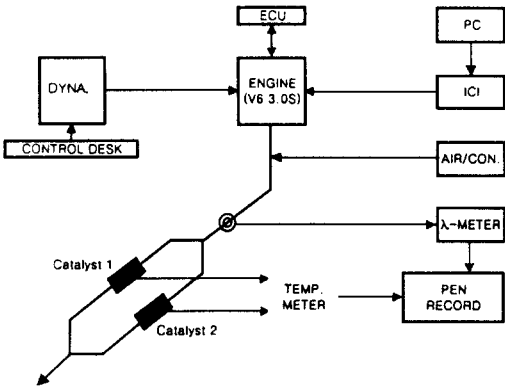 ECU
PC
DYNA.
ENGINE
(V6 3.0S)
ICI
CONTROL DESK
AIR/CON.
λ-METER
Catalyst 1
TEMP.
METER
PEN
RECORD
Catalyst 2